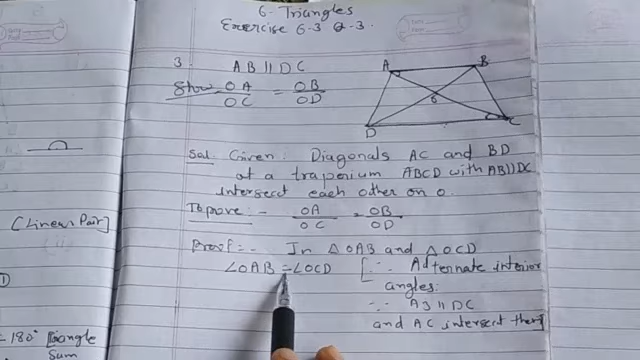 6. Triangles
Exercise 6.3 Q.3
3 AB || DC
Show OA/OC = OB/OD
A B
O
D C
Sol. Given: Diagonals AC and BD
of a trapezium ABCD with AB||DC
intersect each other on O.
To prove:- OA/OC = OB/OD
Proof:- In △OAB and △OCD
∠OAB = ∠OCD [∵ Alternate interior
angles:
∵ AB || DC
and AC intersect them
[Linear Pair)
= 180° [Triangle
Sum